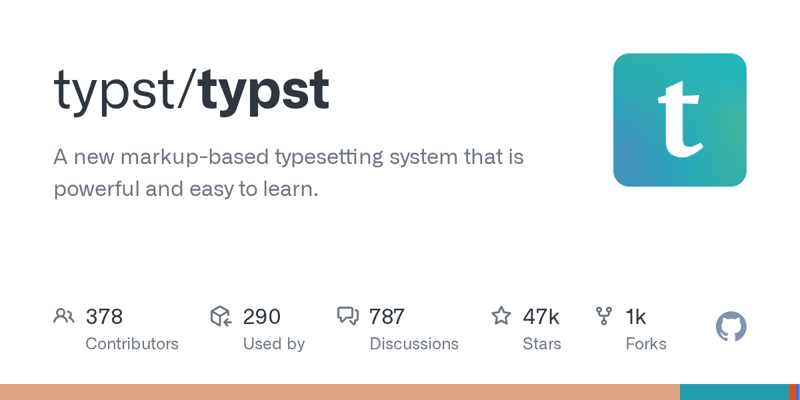 typst/typst
t
A new markup-based typesetting system that is
powerful and easy to learn.
378 290 787 47k 1k
Contributors Used by Discussions Stars Forks